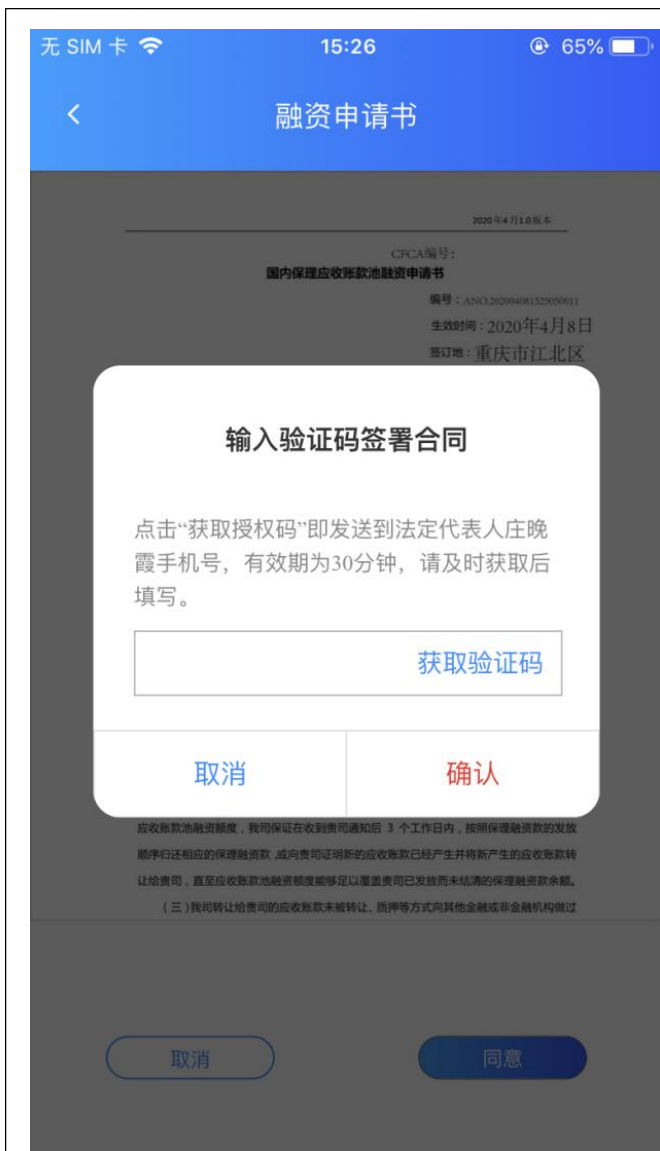 无 SIM 卡
15:26
65%
融资申请书
2020年4月1.0版本
CFCA编号:
国内保理应收账款池融资申请书
编号：ANO.202004081525050011
生效时间：2020年4月8日
签订地：重庆市江北区
输入验证码签署合同
点击“获取授权码”即发送到法定代表人庄晚
霞手机号，有效期为30分钟，请及时获取后
填写。
获取验证码
取消
确认
应收账款池融资额度，我司保证在收到贵司通知后 3 个工作日内，按照保理融资款的发放
顺序归还相应的保理融资款,或向贵司证明新的应收账款已经产生并将新产生的应收账款转
让给贵司，直至应收账款池融资额度能够足以覆盖贵司已发放而未结清的保理融资款余额。
（三）我司转让给贵司的应收账款未被转让、质押等方式向其他金融或非金融机构做过
取消
同意